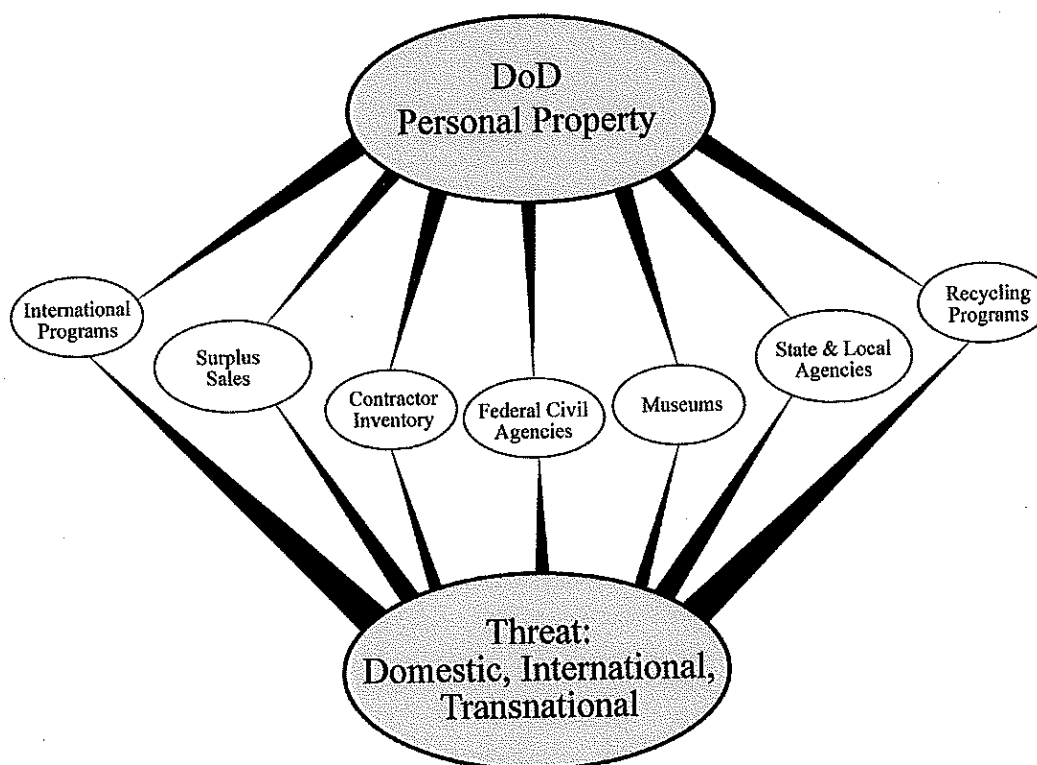 DoD
Personal Property
International
Programs
Surplus
Sales
Contractor
Inventory
Federal Civil
Agencies
Museums
State & Local
Agencies
Recycling
Programs
Threat:
Domestic, International,
Transnational